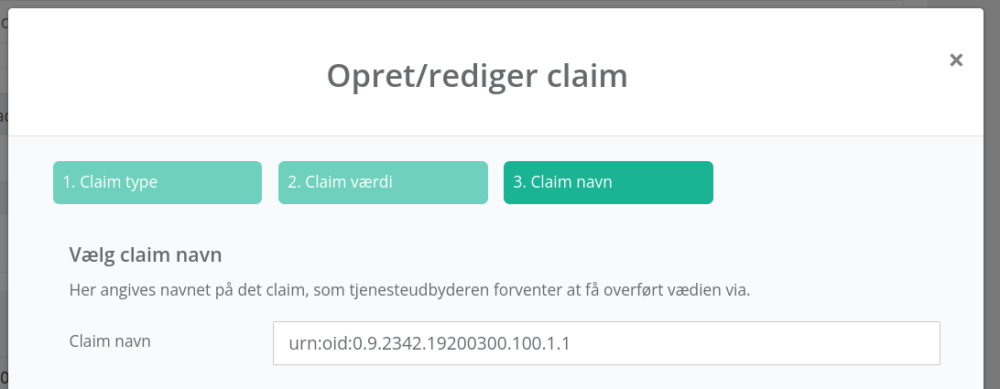 Opret/rediger claim
×
1. Claim type
2. Claim værdi
3. Claim navn
Vælg claim navn
Her angives navnet på det claim, som tjenesteudbyderen forventer at få overført vædien via.
Claim navn
urn:oid:0.9.2342.19200300.100.1.1